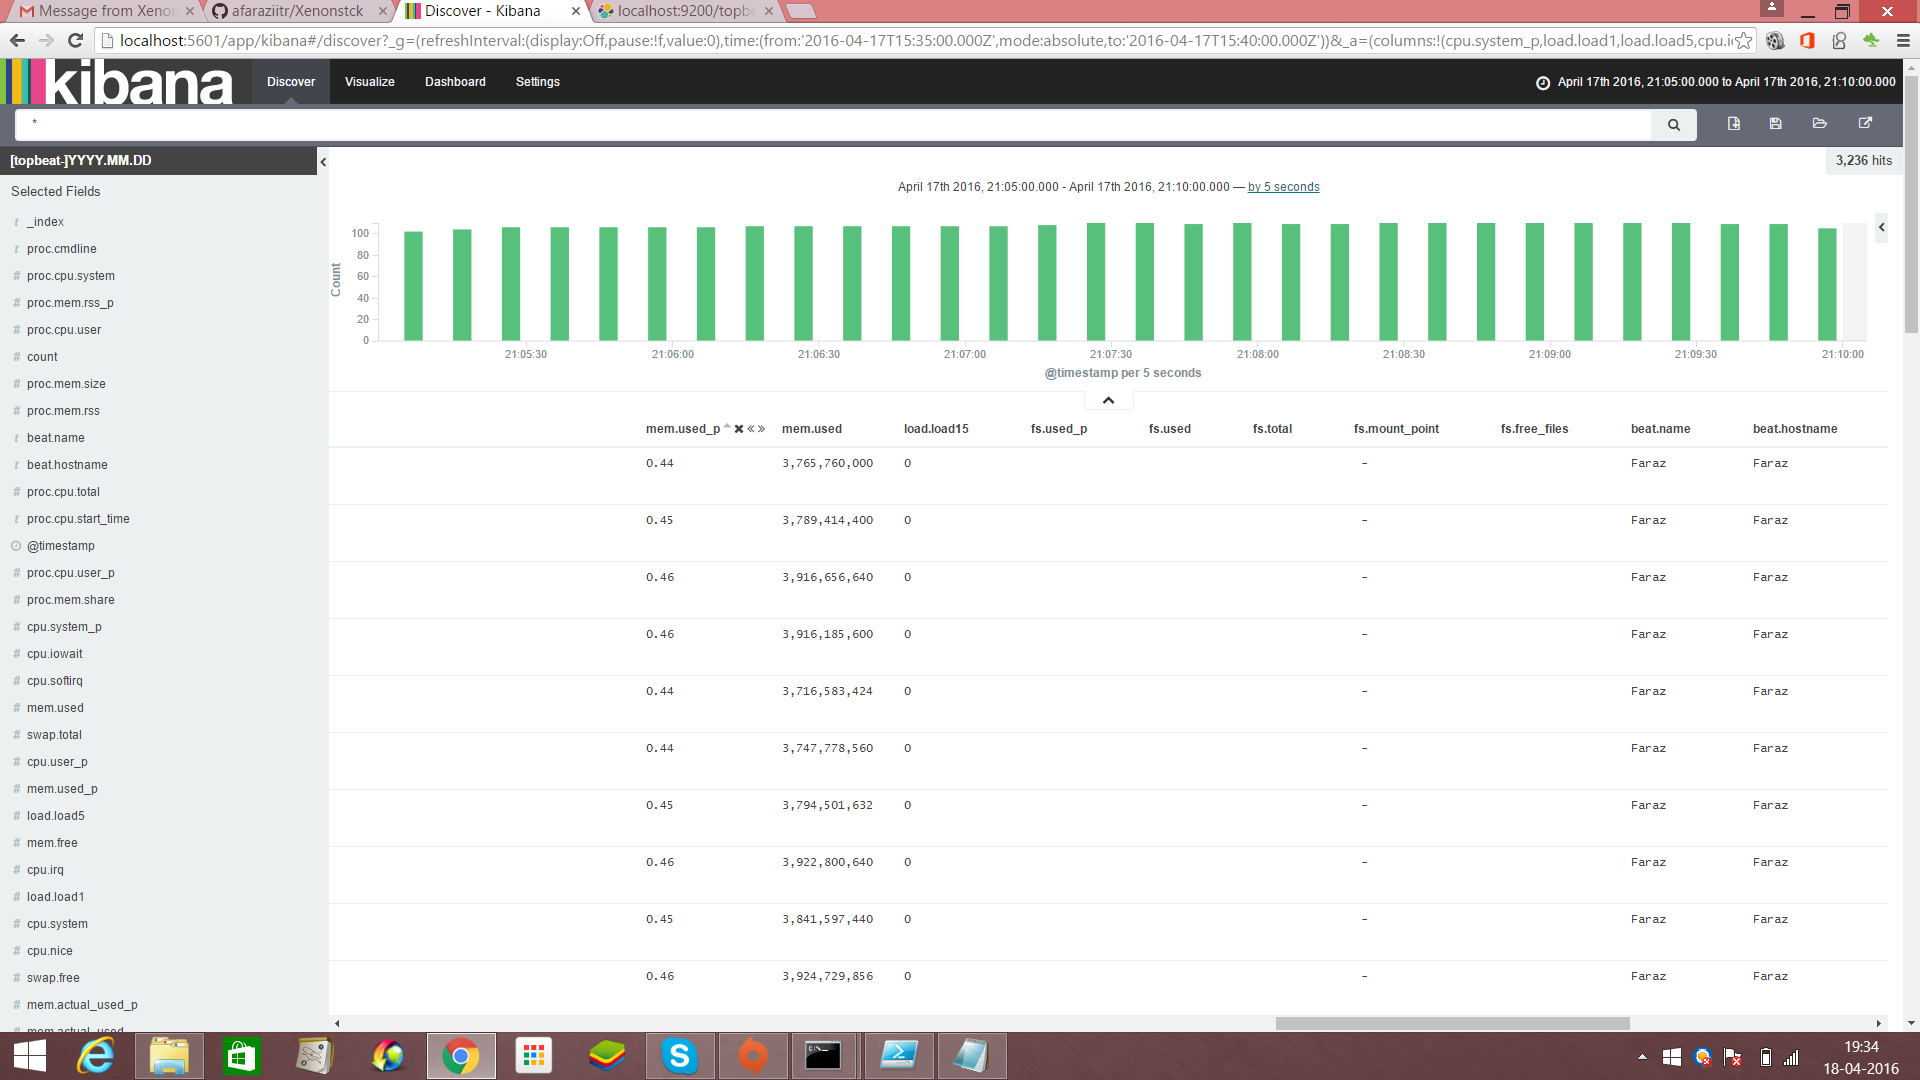 Message from Xeno
afaraziitr/Xenonstck
Discover - Kibana
localhost:9200/topbe
localhost:5601/app/kibana#/discover?_g=(refreshInterval:(display:Off,pause:!f,value:0),time:(from:'2016-04-17T15:35:00.000Z',mode:absolute,to:'2016-04-17T15:40:00.000Z'))&_a=(columns:!(cpu.system_p,load.load1,load.load5,cpu.i
kibana Discover Visualize Dashboard Settings April 17th 2016, 21:05:00.000 to April 17th 2016, 21:10:00.000
*
[topbeat-]YYYY.MM.DD
3,236 hits
Selected Fields
_index
proc.cmdline
proc.cpu.system
proc.mem.rss_p
proc.cpu.user
count
proc.mem.size
proc.mem.rss
beat.name
beat.hostname
proc.cpu.total
proc.cpu.start_time
@timestamp
proc.cpu.user_p
proc.mem.share
cpu.system_p
cpu.iowait
cpu.softirq
mem.used
swap.total
cpu.user_p
mem.used_p
load.load5
mem.free
cpu.irq
load.load1
cpu.system
cpu.nice
swap.free
mem.actual_used_p
mem.actual_used
April 17th 2016, 21:05:00.000 - April 17th 2016, 21:10:00.000 — by 5 seconds
Count
100
80
60
40
20
0
21:05:30 21:06:00 21:06:30 21:07:00 21:07:30 21:08:00 21:08:30 21:09:00 21:09:30 21:10:00
@timestamp per 5 seconds
mem.used_p mem.used load.load15 fs.used_p fs.used fs.total fs.mount_point fs.free_files beat.name beat.hostname
0.44 3,765,760,000 0 - Faraz Faraz
0.45 3,789,414,400 0 - Faraz Faraz
0.46 3,916,656,640 0 - Faraz Faraz
0.46 3,916,185,600 0 - Faraz Faraz
0.44 3,716,583,424 0 - Faraz Faraz
0.44 3,747,778,560 0 - Faraz Faraz
0.45 3,794,501,632 0 - Faraz Faraz
0.46 3,922,800,640 0 - Faraz Faraz
0.45 3,841,597,440 0 - Faraz Faraz
0.46 3,924,729,856 0 - Faraz Faraz
19:34
18-04-2016